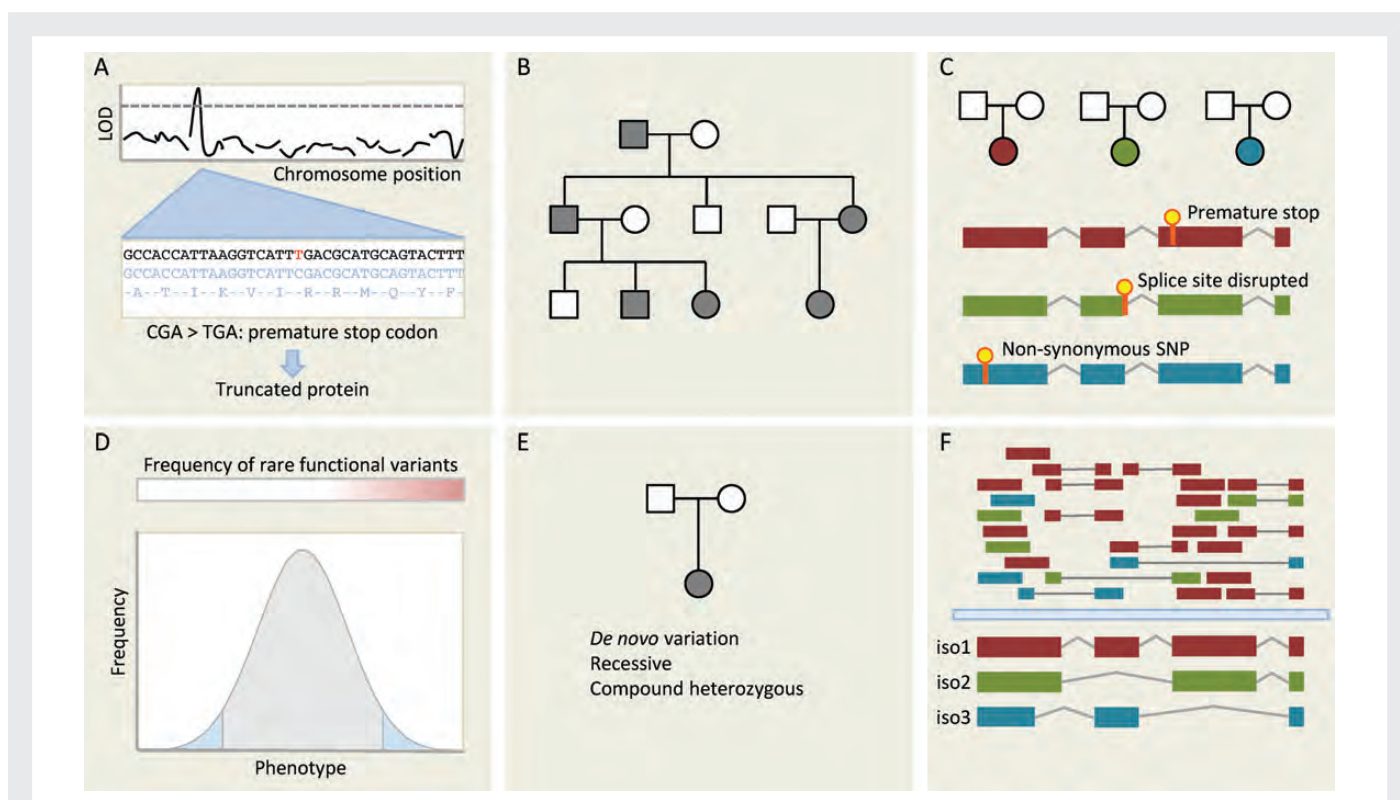 A
LOD
Chromosome position
GCCACCATTAAGGTCATTTGACGCATGCAGTACTTT
GCCACCATTAAGGTCATTCGACGCATGCAGTACTTT
-A--T--I--K--V--I--R--R--M--Q--Y--F-
CGA > TGA: premature stop codon
Truncated protein
B
C
Premature stop
Splice site disrupted
Non-synonymous SNP
D
Frequency of rare functional variants
Frequency
Phenotype
E
De novo variation
Recessive
Compound heterozygous
F
iso1
iso2
iso3